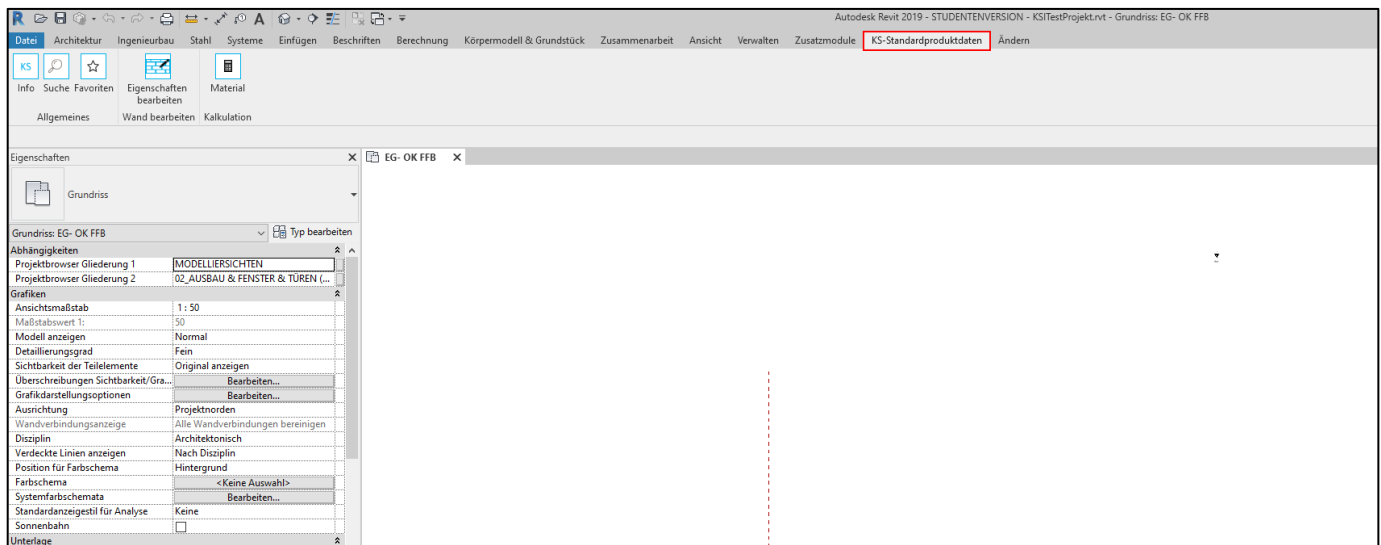 Autodesk Revit 2019 - STUDENTENVERSION - KSITestProjekt.rvt - Grundriss: EG- OK FFB
Datei Architektur Ingenieurbau Stahl Systeme Einfügen Beschriften Berechnung Körpermodell & Grundstück Zusammenarbeit Ansicht Verwalten Zusatzmodule KS-Standardproduktdaten Ändern
KS
Info Suche Favoriten Eigenschaften bearbeiten Material
Allgemeines Wand bearbeiten Kalkulation
Eigenschaften X EG- OK FFB X
Grundriss
Grundriss: EG- OK FFB Typ bearbeiten
Abhängigkeiten
Projektbrowser Gliederung 1 MODELLIERSICHTEN
Projektbrowser Gliederung 2 02_AUSBAU & FENSTER & TÜREN (...
Grafiken
Ansichtsmaßstab 1 : 50
Maßstabswert 1: 50
Modell anzeigen Normal
Detaillierungsgrad Fein
Sichtbarkeit der Teilelemente Original anzeigen
Überschreibungen Sichtbarkeit/Gra... Bearbeiten...
Grafikdarstellungsoptionen Bearbeiten...
Ausrichtung Projektnorden
Wandverbindungsanzeige Alle Wandverbindungen bereinigen
Disziplin Architektonisch
Verdeckte Linien anzeigen Nach Disziplin
Position für Farbschema Hintergrund
Farbschema <Keine Auswahl>
Systemfarbschemata Bearbeiten...
Standardanzeigestil für Analyse Keine
Sonnenbahn
Unterlage